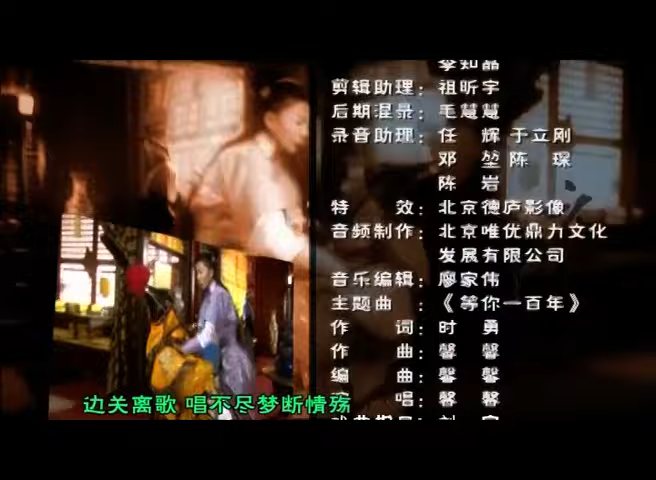 李知磊
剪辑助理：祖昕宇
后期混录：毛慧慧
录音助理：任 辉 于立刚
邓 堃 陈 琛
陈 岩
特 效：北京德庐影像
音频制作：北京唯优鼎力文化
发展有限公司
音乐编辑：廖家伟
主题曲：《等你一百年》
作 词：时 勇
作 曲：馨 馨
编 曲：馨 馨
唱：馨 馨
边关离歌 唱不尽梦断情殇